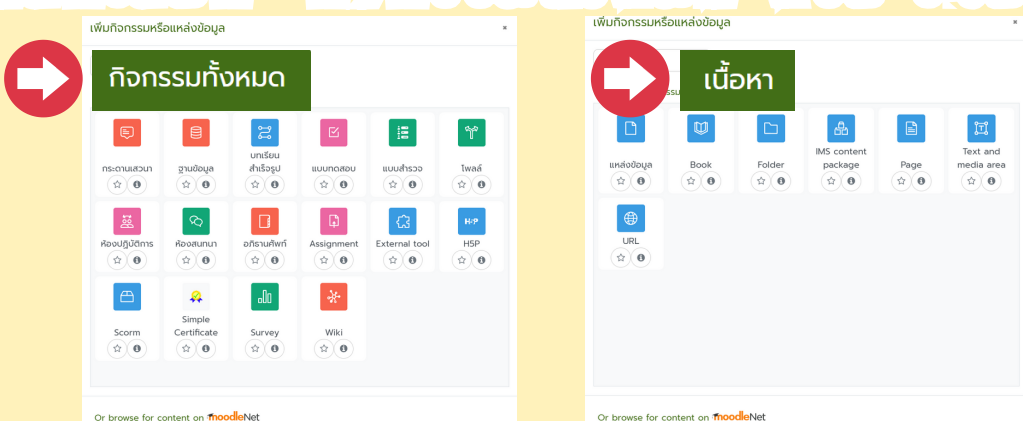 เพิ่มกิจกรรมหรือแหล่งข้อมูล
×
กิจกรรมทั้งหมด
กระดานเสวนา
ฐานข้อมูล
บทเรียน
สำเร็จรูป
แบบทดสอบ
แบบสำรวจ
โพลล์
ห้องปฏิบัติการ
ห้องสนทนา
อภิธานศัพท์
Assignment
External tool
H5P
H-P
Scorm
Simple
Certificate
Survey
Wiki
Or browse for content on moodleNet
เพิ่มกิจกรรมหรือแหล่งข้อมูล
×
เนื้อหา
แหล่งข้อมูล
Book
Folder
IMS content
package
Page
Text and
media area
URL
Or browse for content on moodleNet